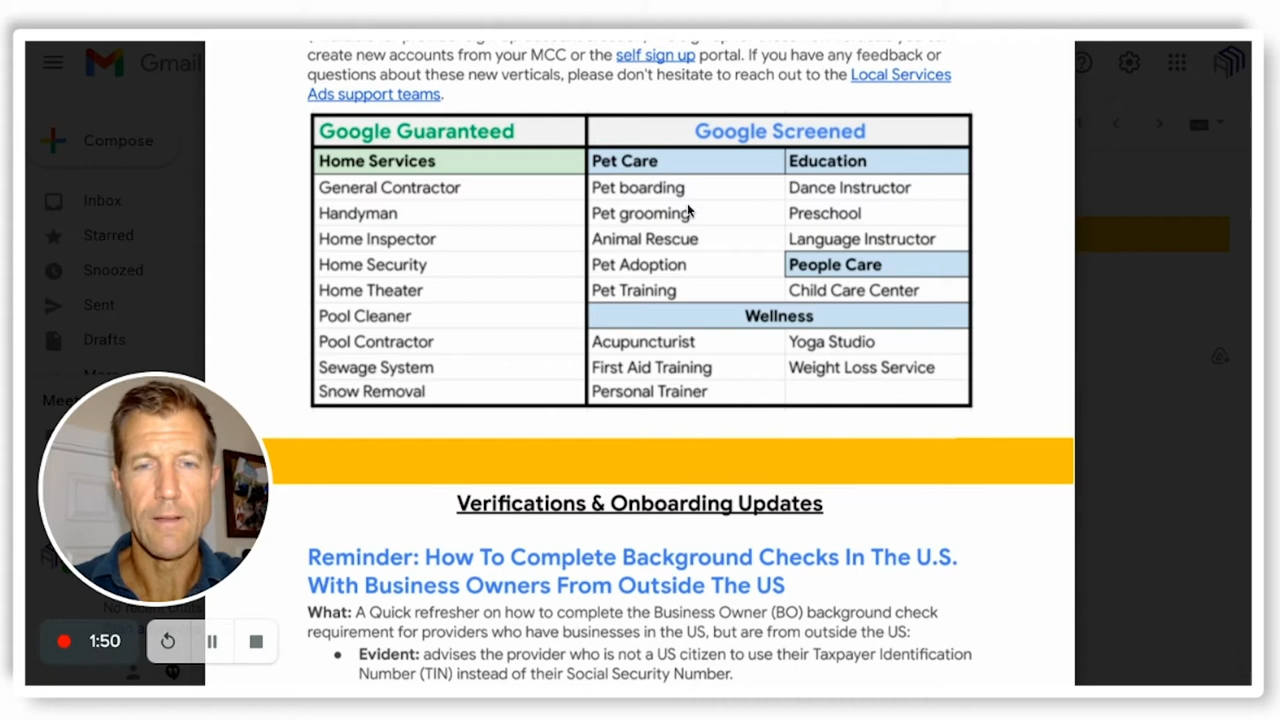 Gmail
Compose
Inbox
Starred
Snoozed
Sent
Drafts
More
Meet
create new accounts from your MCC or the self sign up portal. If you have any feedback or
questions about these new verticals, please don't hesitate to reach out to the Local Services
Ads support teams.
Google Guaranteed Google Screened
Home Services Pet Care Education
General Contractor Pet boarding Dance Instructor
Handyman Pet grooming Preschool
Home Inspector Animal Rescue Language Instructor
Home Security Pet Adoption People Care
Home Theater Pet Training Child Care Center
Pool Cleaner Wellness
Pool Contractor Acupuncturist Yoga Studio
Sewage System First Aid Training Weight Loss Service
Snow Removal Personal Trainer
Verifications & Onboarding Updates
Reminder: How To Complete Background Checks In The U.S.
With Business Owners From Outside The US
What: A Quick refresher on how to complete the Business Owner (BO) background check
requirement for providers who have businesses in the US, but are from outside the US:
● Evident: advises the provider who is not a US citizen to use their Taxpayer Identification
Number (TIN) instead of their Social Security Number.
No recent chats
1:50